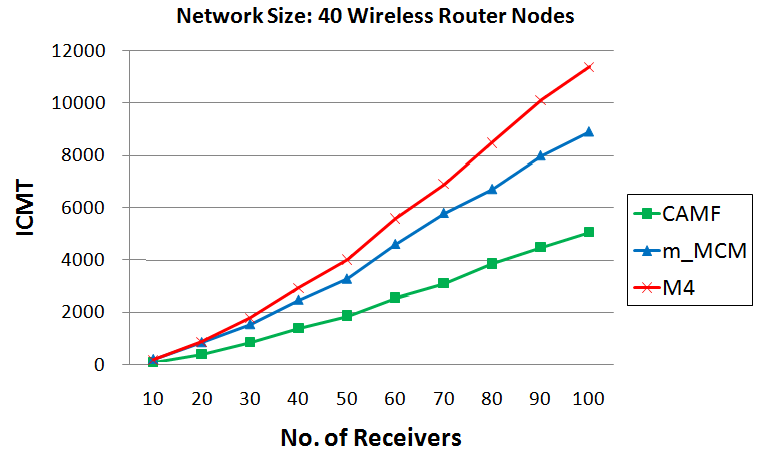 Network Size: 40 Wireless Router Nodes
12000
10000
8000
6000
4000
2000
0
ICMT
10 20 30 40 50 60 70 80 90 100
No. of Receivers
CAMF
m_MCM
M4